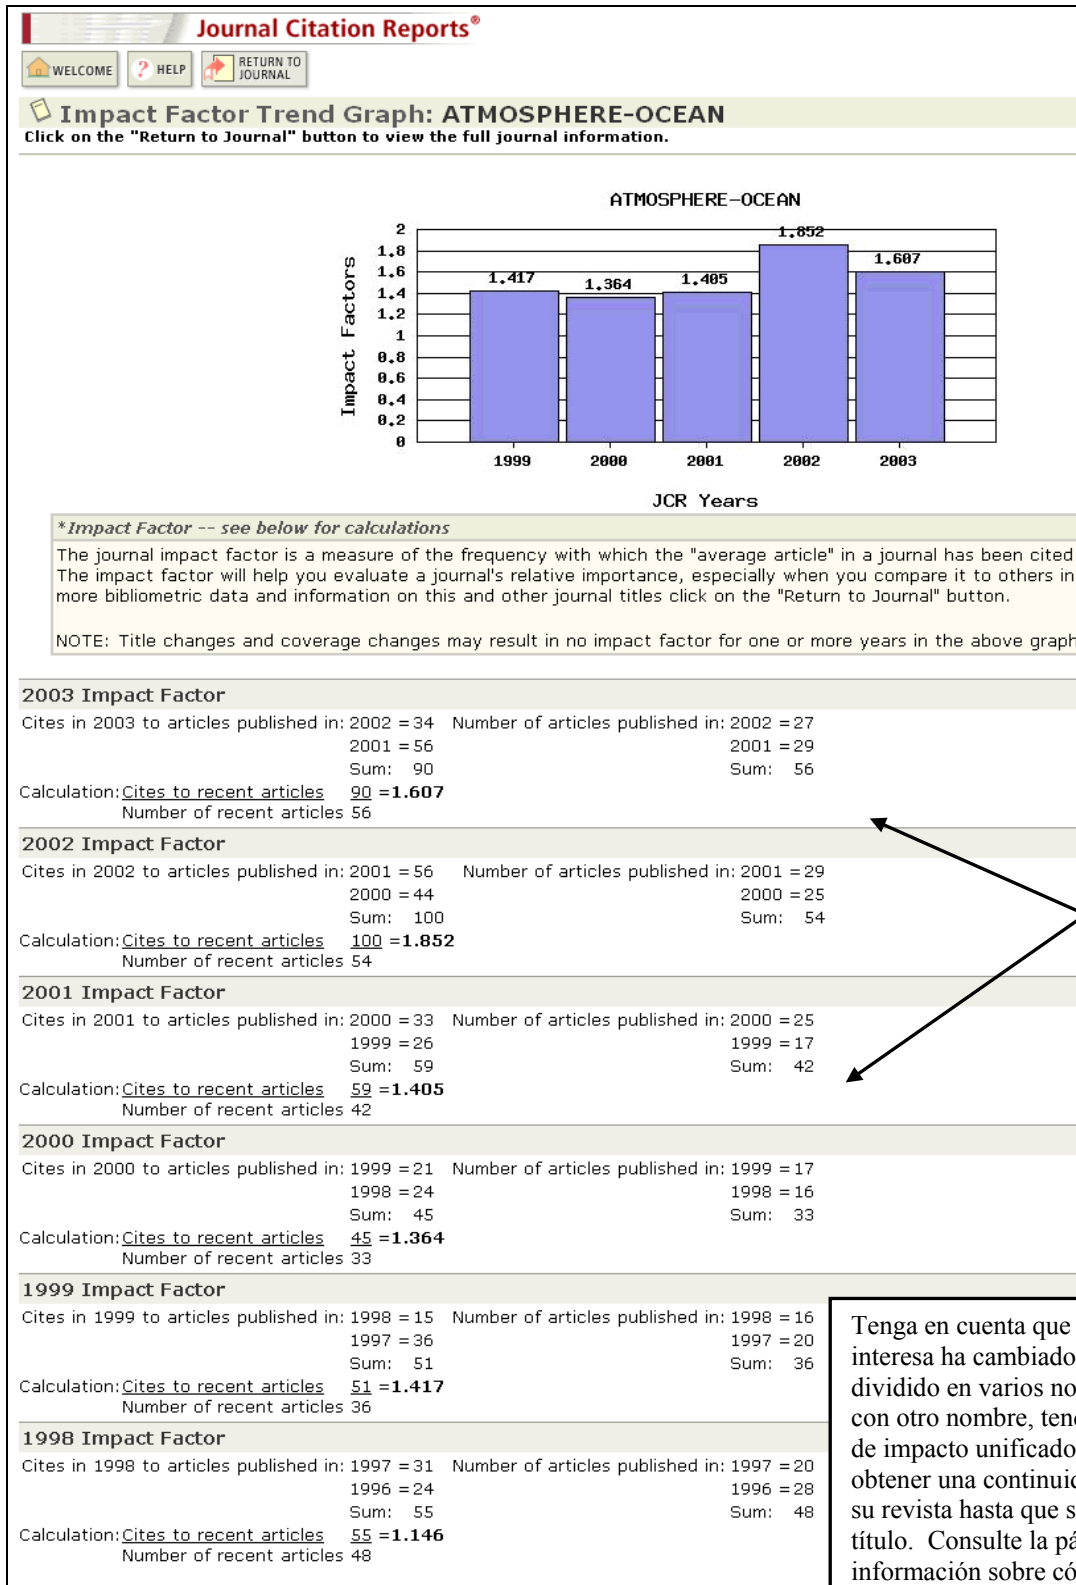 Journal Citation Reports®
WELCOME
HELP
RETURN TO
JOURNAL
Impact Factor Trend Graph: ATMOSPHERE-OCEAN
Click on the "Return to Journal" button to view the full journal information.
ATMOSPHERE-OCEAN
Impact Factors
2
1.8
1.6
1.4
1.2
1
0.8
0.6
0.4
0.2
0
1.417
1.364
1.405
1.852
1.607
1999 2000 2001 2002 2003
JCR Years
*Impact Factor -- see below for calculations
The journal impact factor is a measure of the frequency with which the "average article" in a journal has been cited
The impact factor will help you evaluate a journal's relative importance, especially when you compare it to others in
more bibliometric data and information on this and other journal titles click on the "Return to Journal" button.
NOTE: Title changes and coverage changes may result in no impact factor for one or more years in the above graph
2003 Impact Factor
Cites in 2003 to articles published in: 2002 = 34 Number of articles published in: 2002 = 27
2001 = 56 2001 = 29
Sum: 90 Sum: 56
Calculation: Cites to recent articles 90 = 1.607
Number of recent articles 56
2002 Impact Factor
Cites in 2002 to articles published in: 2001 = 56 Number of articles published in: 2001 = 29
2000 = 44 2000 = 25
Sum: 100 Sum: 54
Calculation: Cites to recent articles 100 = 1.852
Number of recent articles 54
2001 Impact Factor
Cites in 2001 to articles published in: 2000 = 33 Number of articles published in: 2000 = 25
1999 = 26 1999 = 17
Sum: 59 Sum: 42
Calculation: Cites to recent articles 59 = 1.405
Number of recent articles 42
2000 Impact Factor
Cites in 2000 to articles published in: 1999 = 21 Number of articles published in: 1999 = 17
1998 = 24 1998 = 16
Sum: 45 Sum: 33
Calculation: Cites to recent articles 45 = 1.364
Number of recent articles 33
1999 Impact Factor
Cites in 1999 to articles published in: 1998 = 15 Number of articles published in: 1998 = 16
1997 = 36 1997 = 20
Sum: 51 Sum: 36
Calculation: Cites to recent articles 51 = 1.417
Number of recent articles 36
1998 Impact Factor
Cites in 1998 to articles published in: 1997 = 31 Number of articles published in: 1997 = 20
1996 = 24 1996 = 28
Sum: 55 Sum: 48
Calculation: Cites to recent articles 55 = 1.146
Number of recent articles 48
Tenga en cuenta que
interesa ha cambiado
dividido en varios
con otro nombre,
de impacto unificado
obtener una
su revista hasta que
título. Consulte la
información sobre